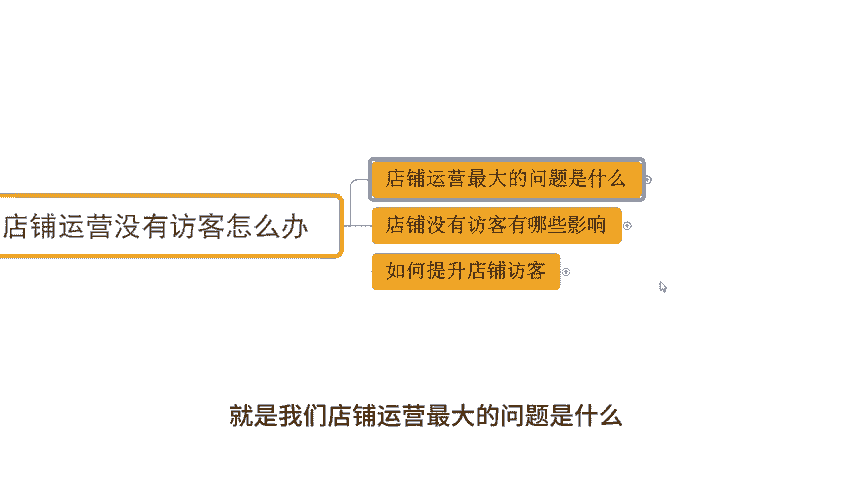 店铺运营没有访客怎么办
店铺运营最大的问题是什么
店铺没有访客有哪些影响
如何提升店铺访客
就是我们店铺运营最大的问题是什么